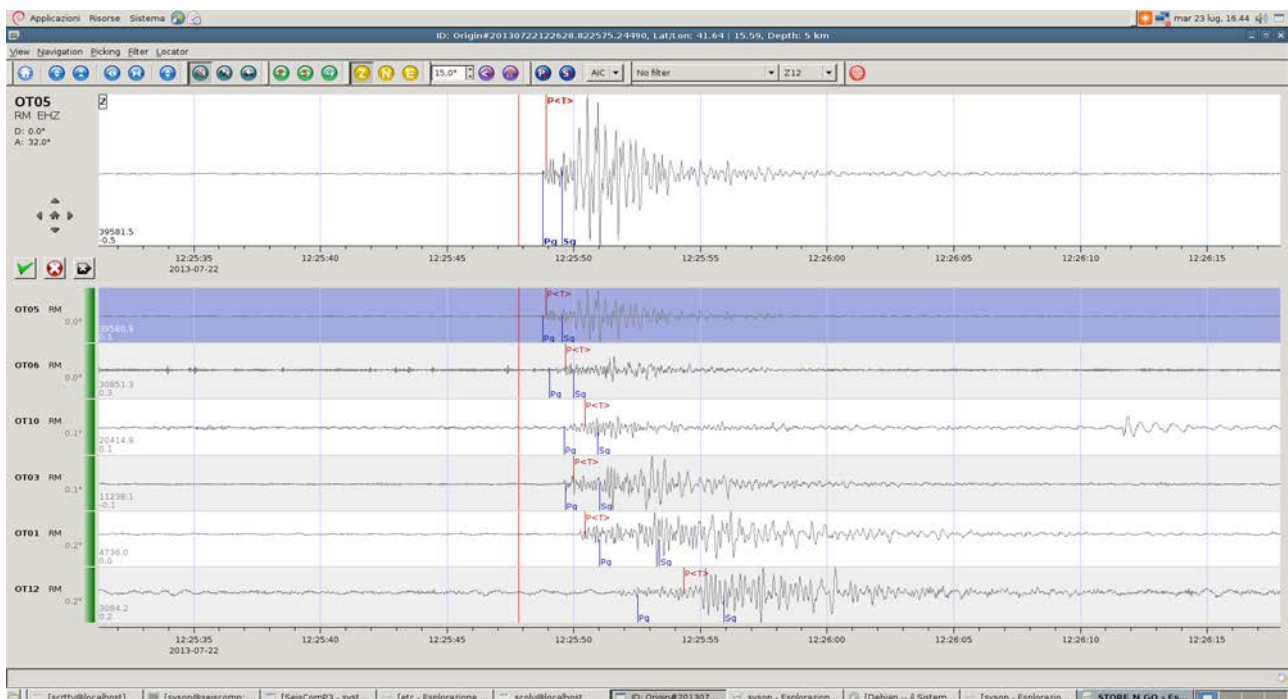 Applicazioni Risorse Sistema
mar 23 lug, 16.44
ID: Origin#20130722122628.822575.24490, Lat/Lon: 41.64 | 15.59, Depth: 5 km
View Navigation Picking Filter Locator
Z N E 15.0° P S AIC No filter Z12
OT05
RM EHZ
D: 0.0°
A: 32.0°
Z
P<T>
39581.5
-0.5
Pg Sg
12:25:35 12:25:40 12:25:45 12:25:50 12:25:55 12:26:00 12:26:05 12:26:10 12:26:15
2013-07-22
P<T>
OT05 RM
0.0°
0.1
Pg Sg
P<T>
OT06 RM
0.0°
30851.3
0.3
Pg Sg
P<T>
OT10 RM
0.1°
20414.9
0.1
Pg Sg
P<T>
OT03 RM
0.1°
11238.1
-0.1
Pg Sg
P<T>
OT01 RM
0.2°
4736.0
0.0
Pg Sg
P<T>
OT12 RM
0.2°
3084.2
0.2
Pg Sg
12:25:35 12:25:40 12:25:45 12:25:50 12:25:55 12:26:00 12:26:05 12:26:10 12:26:15
2013-07-22
[scrttv@localhost] [sysop@seiscomp: ... [SeisComP3 - syst... [etc - Esplorazione ... scolv@localhost ID: Origin#201307... sysop - Esplorazion... [Debian -- Il Sistem... [sysop - Esplorazio... STORE N GO - Es...